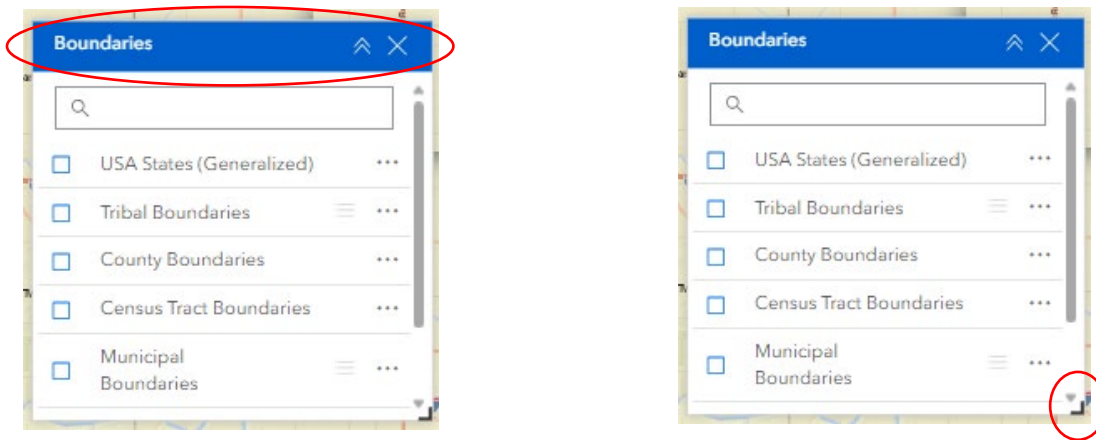 Boundaries
USA States (Generalized)
Tribal Boundaries
County Boundaries
Census Tract Boundaries
Municipal
Boundaries
Boundaries
USA States (Generalized)
Tribal Boundaries
County Boundaries
Census Tract Boundaries
Municipal
Boundaries